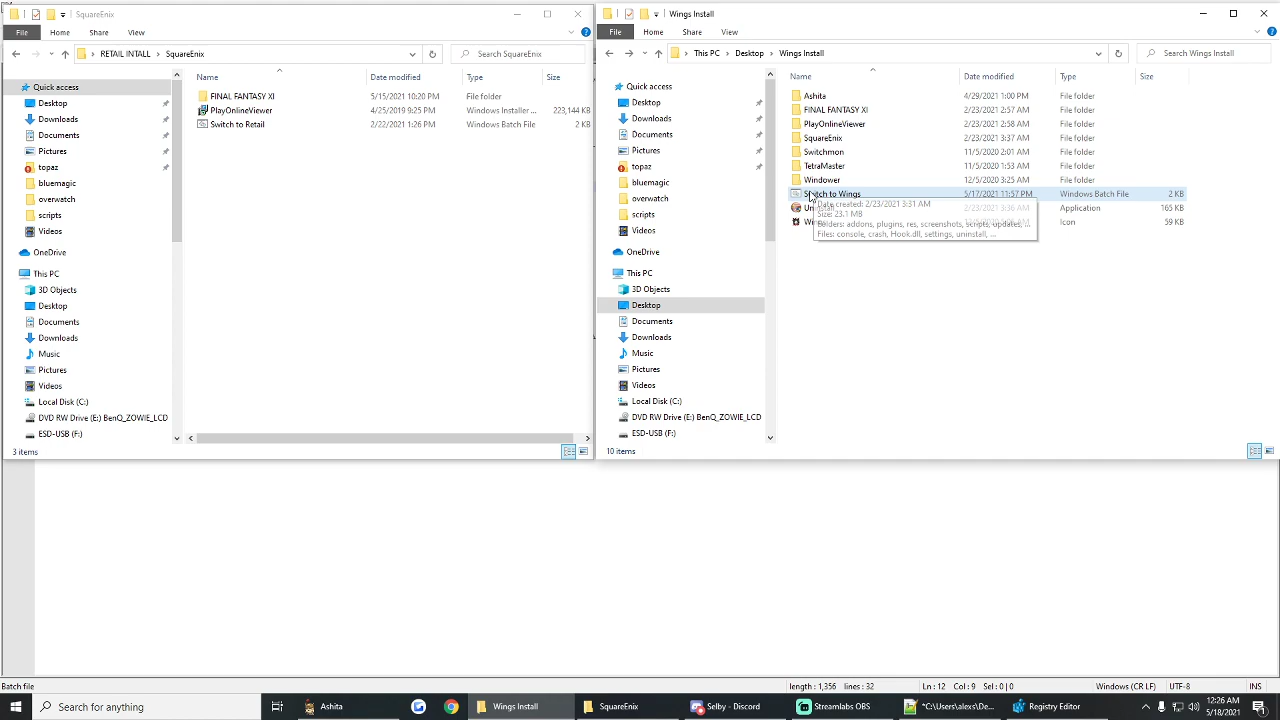 SquareEnix
File
Home
Share
View
RETAIL INTALL
SquareEnix
Search SquareEnix
Quick access
Desktop
Downloads
Documents
Pictures
topaz
bluemagic
overwatch
scripts
Videos
OneDrive
This PC
3D Objects
Desktop
Documents
Downloads
Music
Pictures
Videos
Local Disk (C:)
DVD RW Drive (E:) BenQ_ZOWIE_LCD
ESD-USB (F:)
Name Date modified Type Size
FINAL FANTASY XI 5/15/2021 10:20 PM File folder
PlayOnlineViewer 4/25/2019 9:25 PM Windows Installer ... 223,144 KB
Switch to Retail 2/22/2021 1:26 PM Windows Batch File 2 KB
3 items
Wings Install
File
Home
Share
View
This PC
Desktop
Wings Install
Search Wings Install
Quick access
Desktop
Downloads
Documents
Pictures
topaz
bluemagic
overwatch
scripts
Videos
OneDrive
This PC
3D Objects
Desktop
Documents
Downloads
Music
Pictures
Videos
Local Disk (C:)
DVD RW Drive (E:) BenQ_ZOWIE_LCD
ESD-USB (F:)
Name Date modified Type Size
Ashita 4/29/2021 1:00 PM File folder
FINAL FANTASY XI 2/23/2021 2:57 AM File folder
PlayOnlineViewer 2/23/2021 2:58 AM File folder
SquareEnix 2/23/2021 3:37 AM File folder
Switchmon 11/5/2020 2:01 AM File folder
TetraMaster 11/5/2020 1:53 AM File folder
Windower 12/5/2020 3:25 AM File folder
Switch to Wings 5/17/2021 11:57 PM Windows Batch File 2 KB
2/23/2021 3:36 AM Application 165 KB
Icon 59 KB
Date created: 2/23/2021 3:31 AM
Size: 23.1 MB
Folders: addons, plugins, res, screenshots, scripts, updates, ...
Files: console, crash, Hook.dll, settings, uninstall, ...
10 items
Batch file length : 1,356 lines : 32 Ln : 12 Col : 9 Sel : 0 | 0 Windows (CR LF) UTF-8 INS
Search for anything
Ashita
Wings Install
SquareEnix
Selby - Discord
Streamlabs OBS
*C:\Users\alexs\De...
Registry Editor
12:26 AM
5/18/2021
1